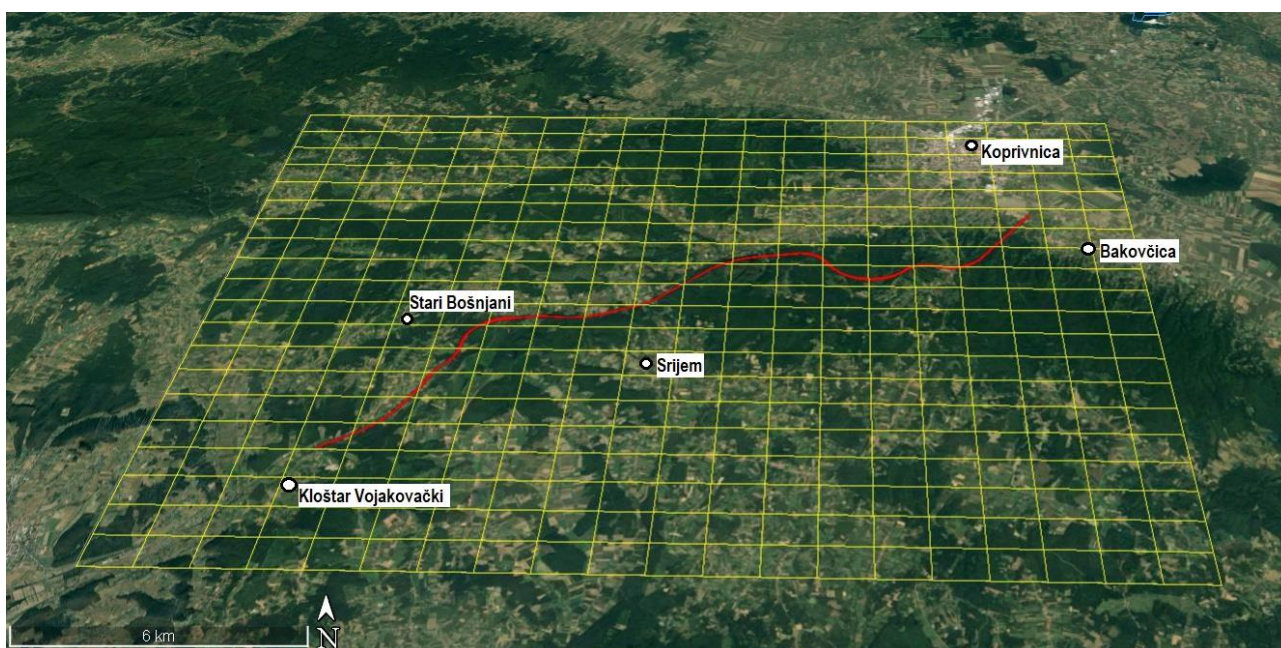 Koprivnica
Bakovčica
Stari Bošnjani
Srijem
Kloštar Vojakovački
6 km
N